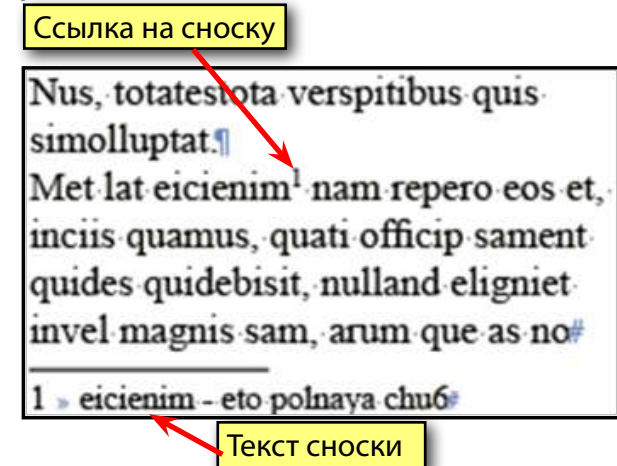 Ссылка на сноску
Nus, totatestota verspitibus quis
simolluptat.¶
Met lat eicienim¹ nam repero eos et,
inciis quamus, quati officip sament
quides quidebisit, nulland eligniet
invel magnis sam, arum que as no#
1 » eicienim - eto polnaya chu6#
Текст сноски